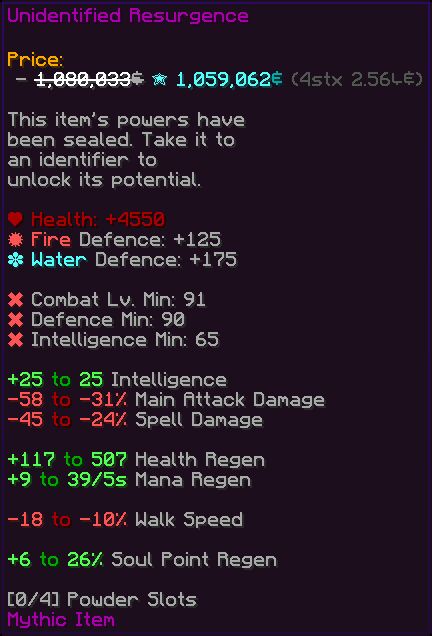 Unidentified Resurgence
Price:
- 1,080,033¢ ✮ 1,059,062¢ (4stx 2.56L¢)
This item's powers have
been sealed. Take it to
an identifier to
unlock its potential.
❤ Health: +4550
✹ Fire Defence: +125
❉ Water Defence: +175
✖ Combat Lv. Min: 91
✖ Defence Min: 90
✖ Intelligence Min: 65
+25 to 25 Intelligence
-58 to -31% Main Attack Damage
-45 to -24% Spell Damage
+117 to 507 Health Regen
+9 to 39/5s Mana Regen
-18 to -10% Walk Speed
+6 to 26% Soul Point Regen
[0/4] Powder Slots
Mythic Item